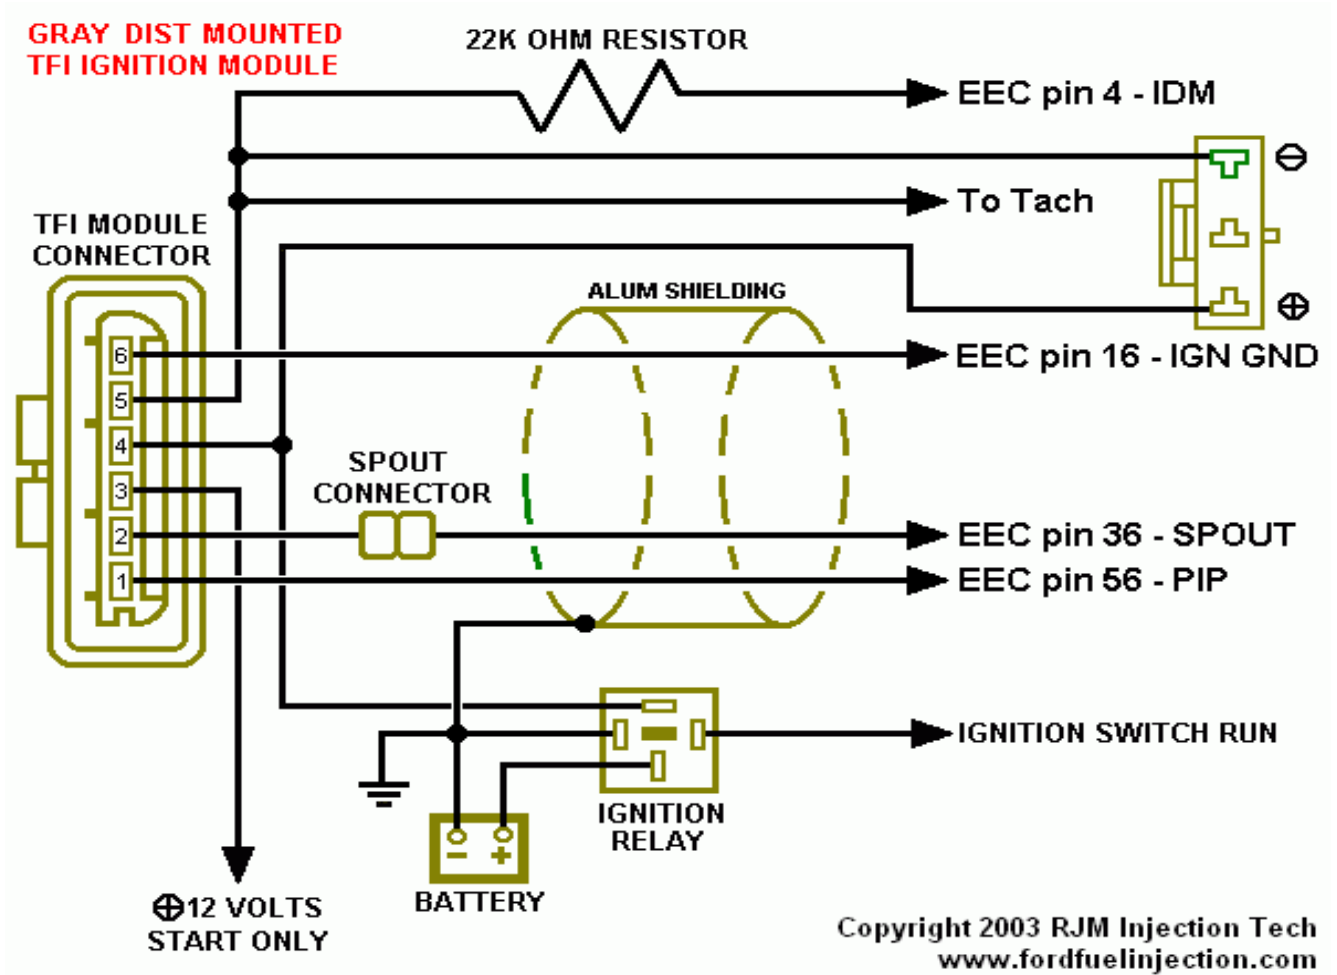 GRAY DIST MOUNTED
TFI IGNITION MODULE
22K OHM RESISTOR
EEC pin 4 - IDM
To Tach
TFI MODULE
CONNECTOR
ALUM SHIELDING
6
EEC pin 16 - IGN GND
5
4
3
2
1
SPOUT
CONNECTOR
EEC pin 36 - SPOUT
EEC pin 56 - PIP
IGNITION SWITCH RUN
IGNITION
RELAY
- +
BATTERY
⊖
⊕
⊕12 VOLTS
START ONLY
Copyright 2003 RJM Injection Tech
www.fordfuelinjection.com